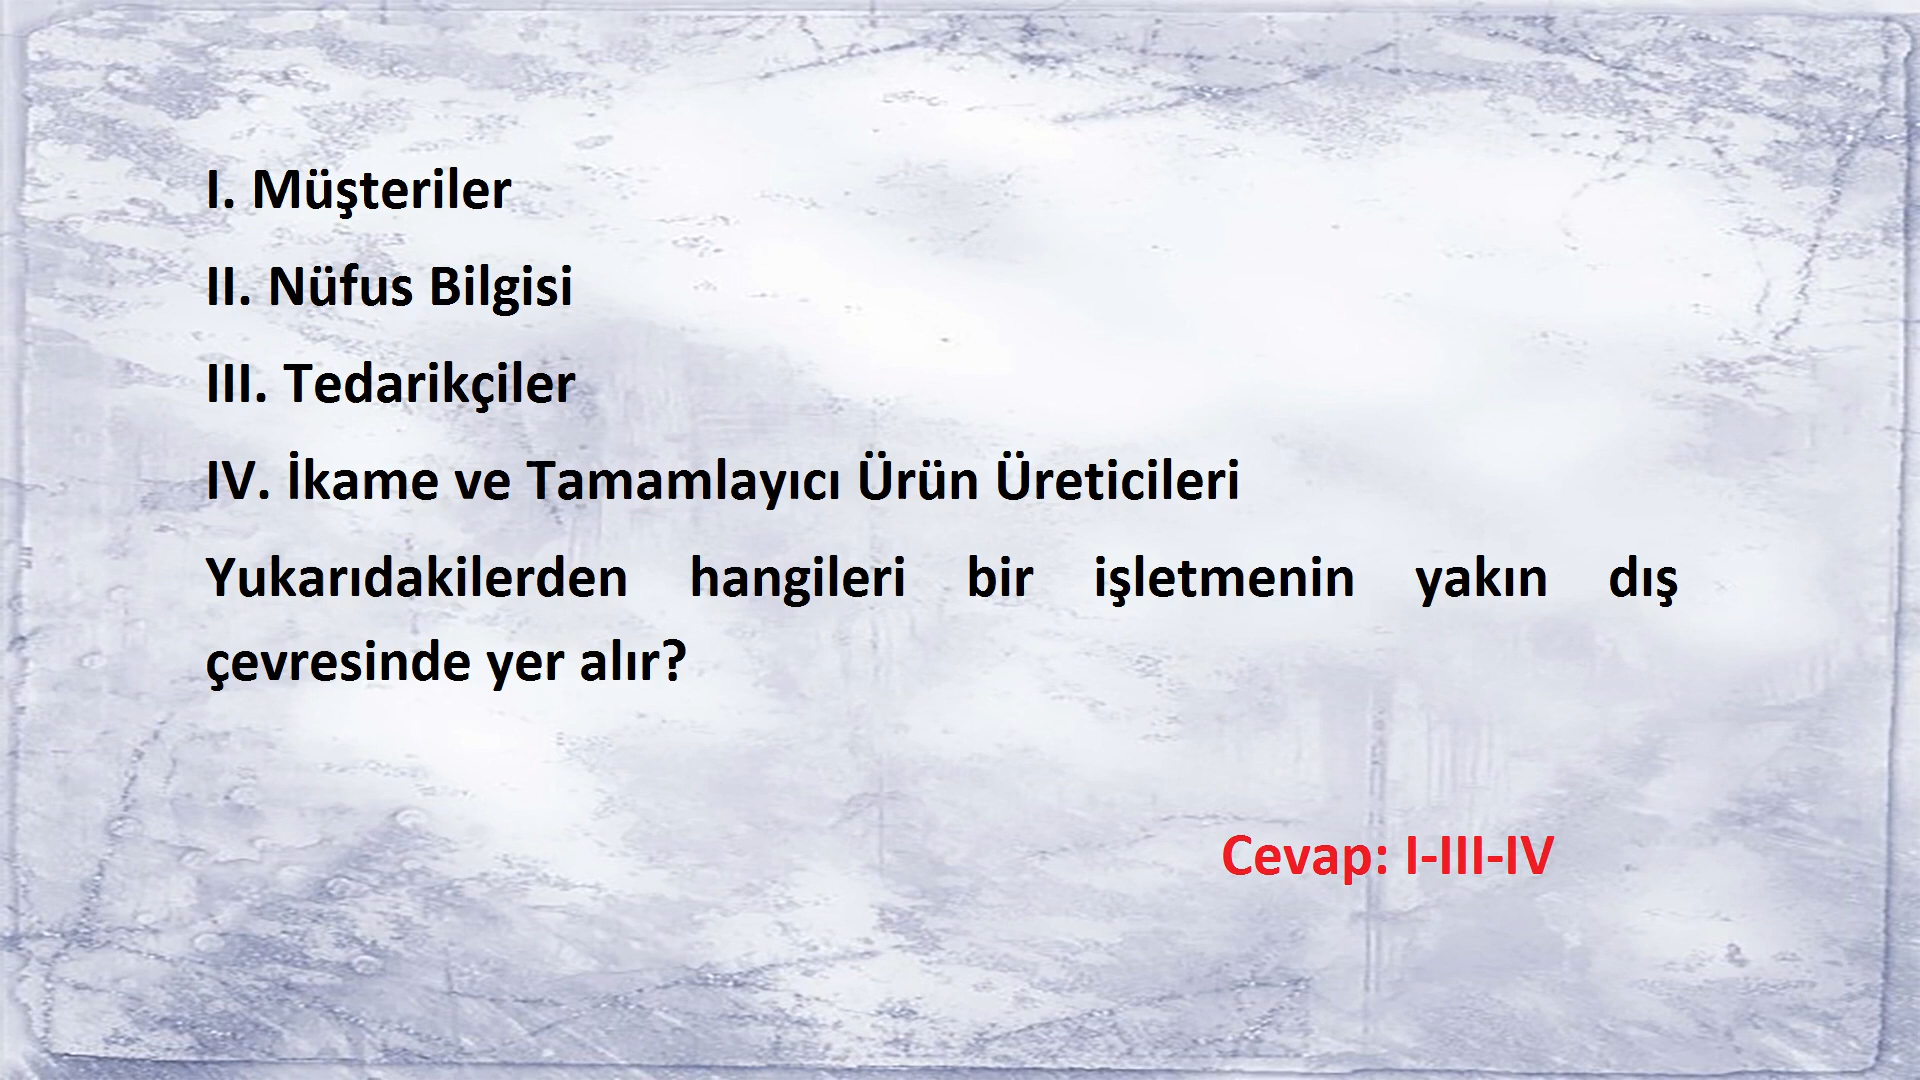 I. Müşteriler
II. Nüfus Bilgisi
III. Tedarikçiler
IV. İkame ve Tamamlayıcı Ürün Üreticileri
Yukarıdakilerden hangileri bir işletmenin yakın dış
çevresinde yer alır?
Cevap: I-III-IV